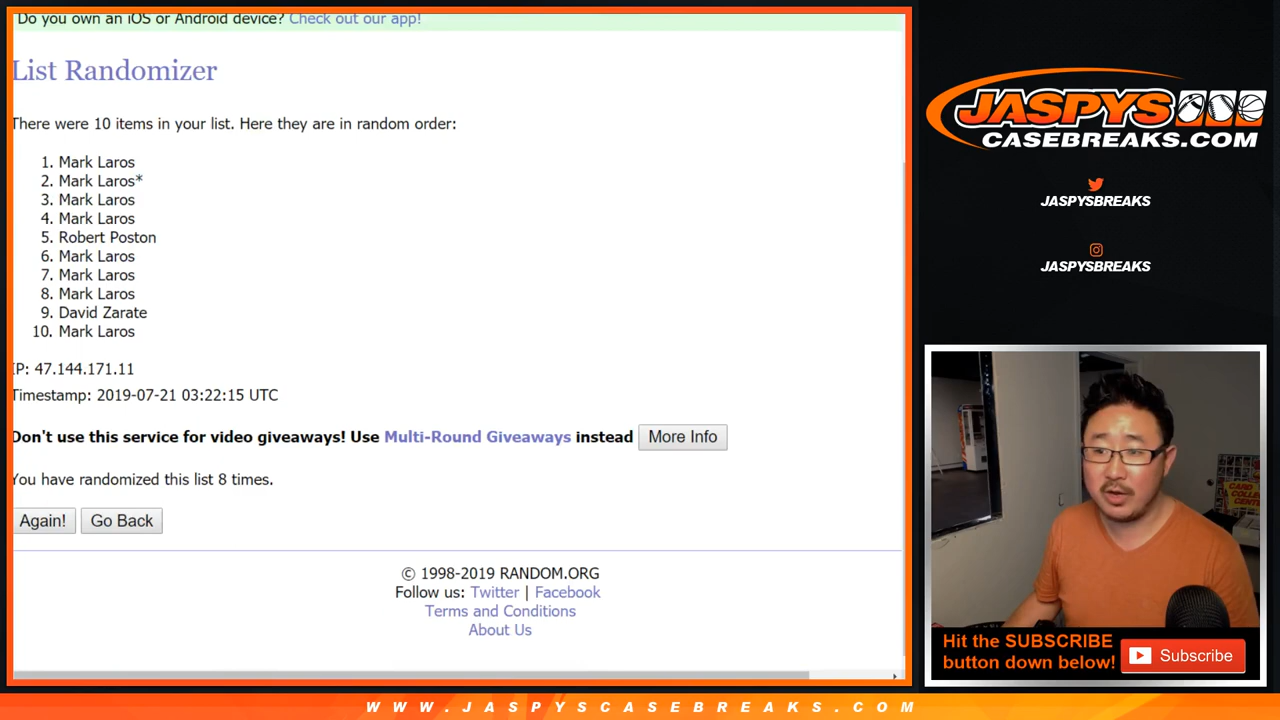 Do you own an iOS or Android device? Check out our app!
List Randomizer
There were 10 items in your list. Here they are in random order:
1. Mark Laros
2. Mark Laros*
3. Mark Laros
4. Mark Laros
5. Robert Poston
6. Mark Laros
7. Mark Laros
8. Mark Laros
9. David Zarate
10. Mark Laros
IP: 47.144.171.11
Timestamp: 2019-07-21 03:22:15 UTC
Don't use this service for video giveaways! Use Multi-Round Giveaways instead More Info
You have randomized this list 8 times.
Again! Go Back
© 1998-2019 RANDOM.ORG
Follow us: Twitter | Facebook
Terms and Conditions
About Us
JASPYS
CASEBREAKS.COM
JASPYSBREAKS
JASPYSBREAKS
CARD
COLLECTOR
CENTER
Hit the SUBSCRIBE
button down below!
Subscribe
WWW.JASPYSCASEBREAKS.COM